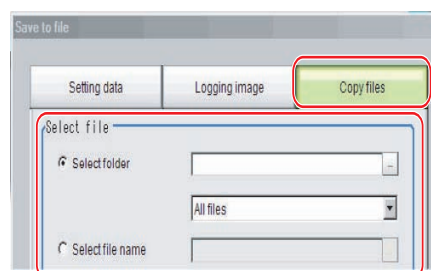 Save to file
Setting data Logging image Copy files
Select file
Select folder ...
All files
Select file name